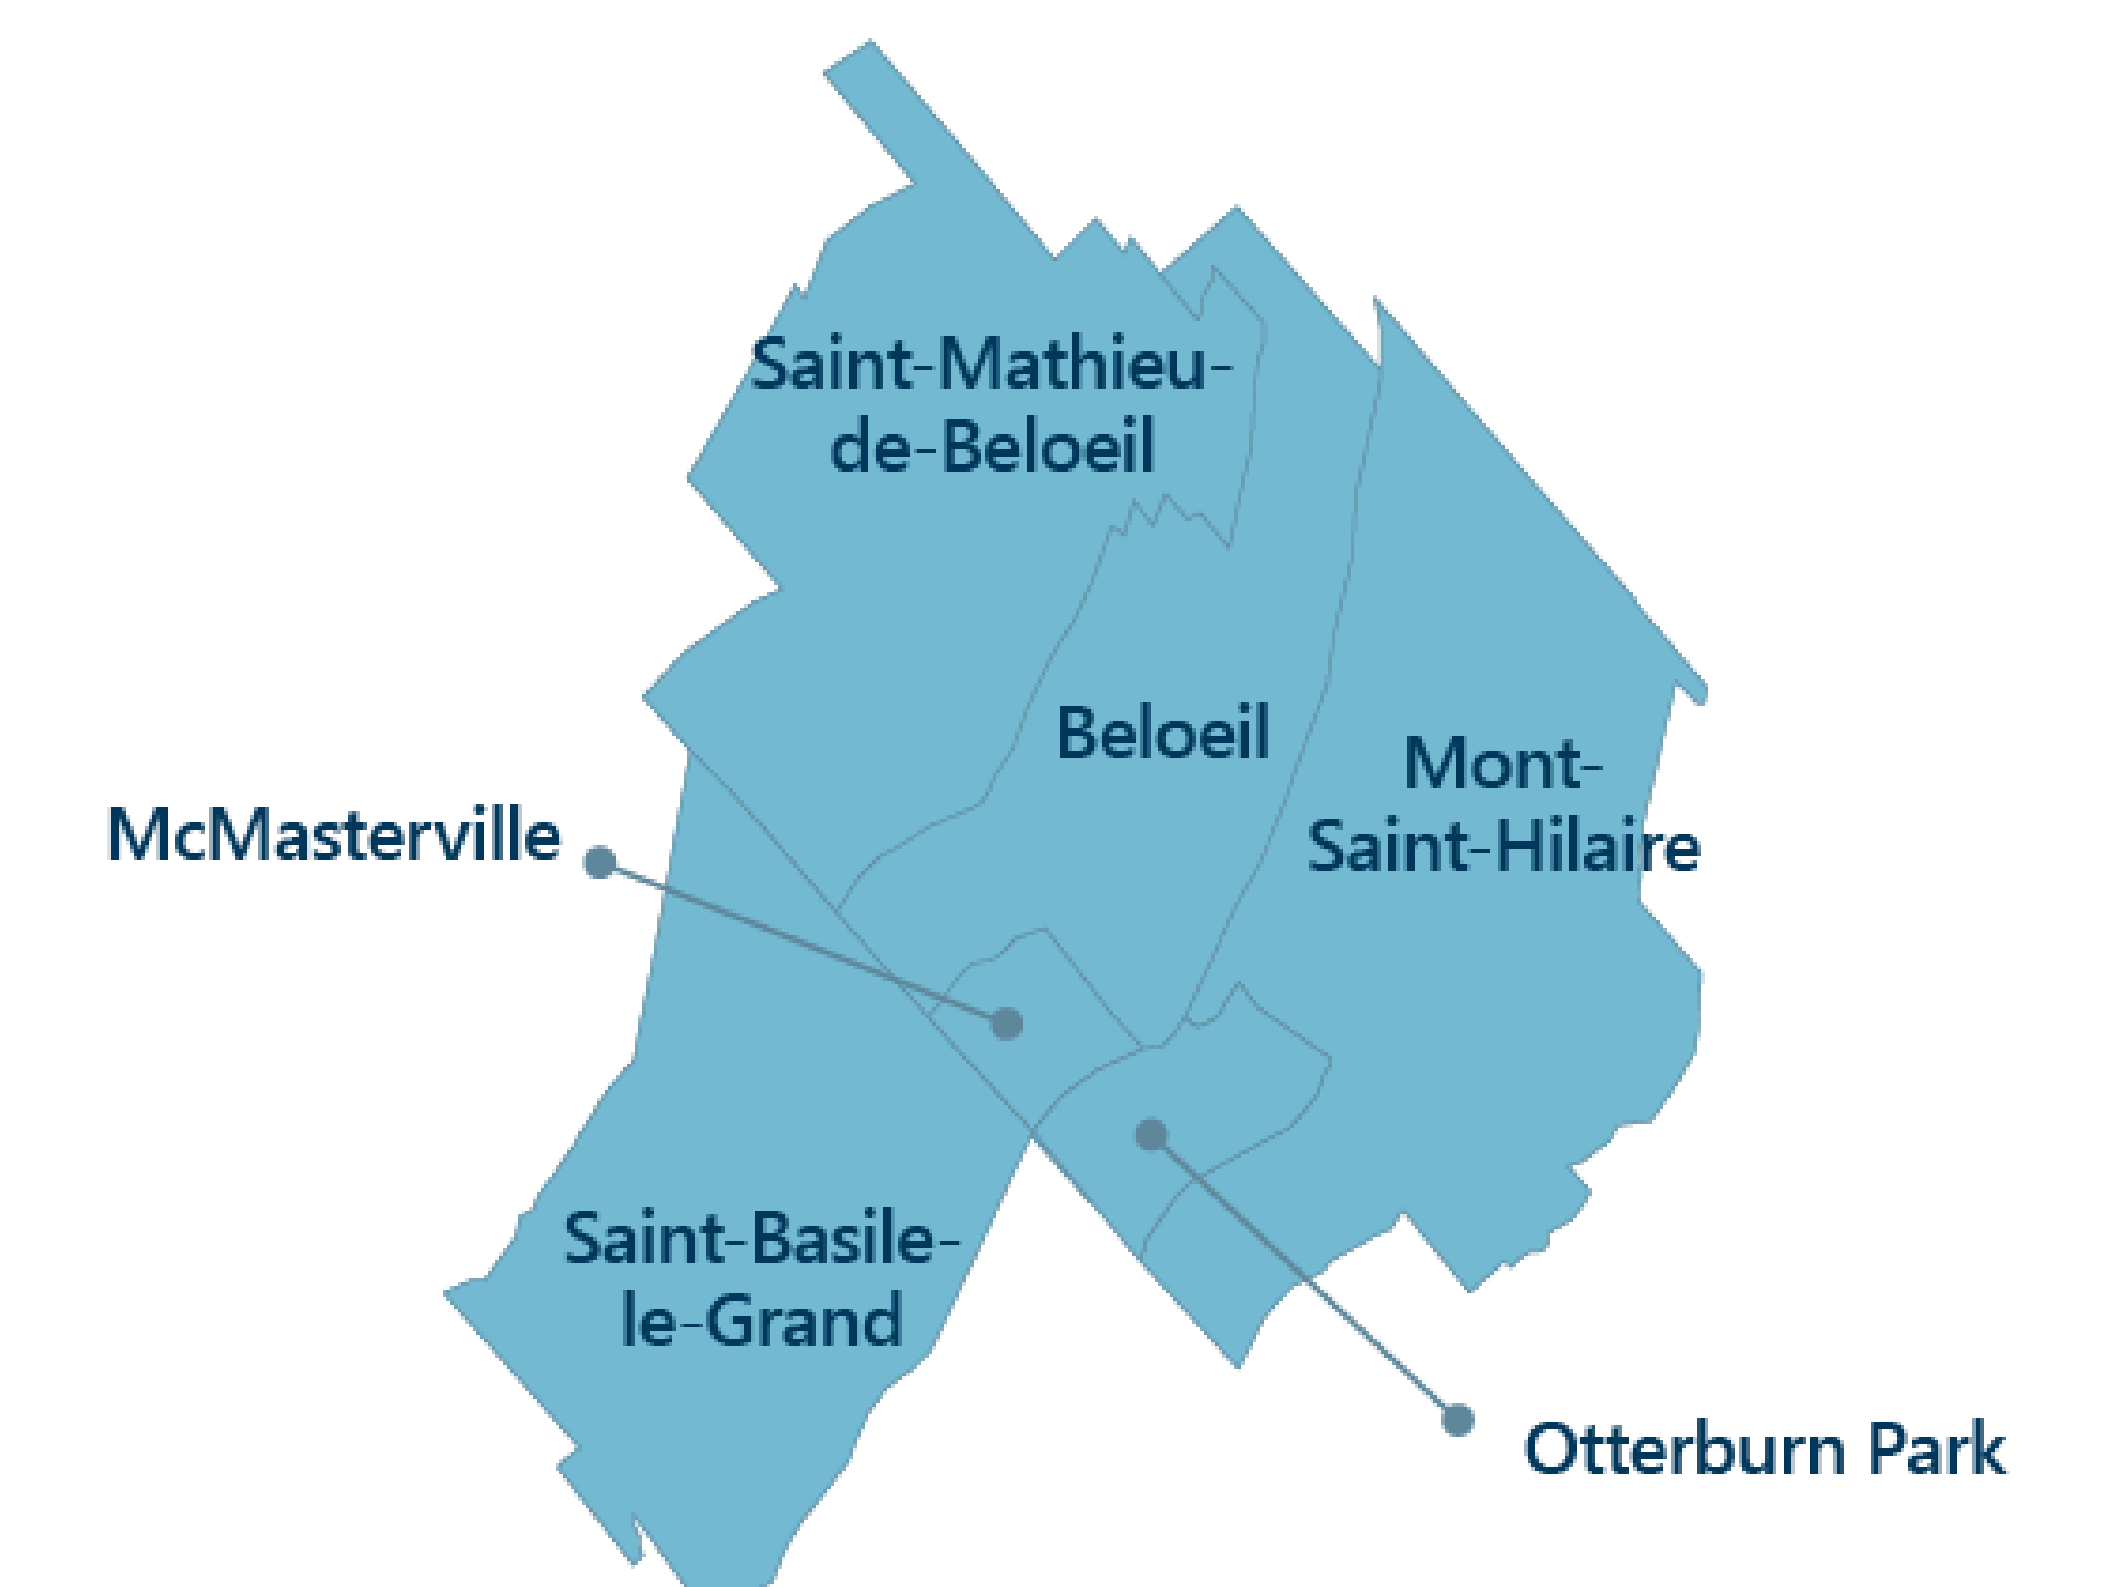 Saint-Mathieu-
de-Beloeil
Beloeil
Mont-
Saint-Hilaire
McMasterville
Saint-Basile-
le-Grand
Otterburn Park